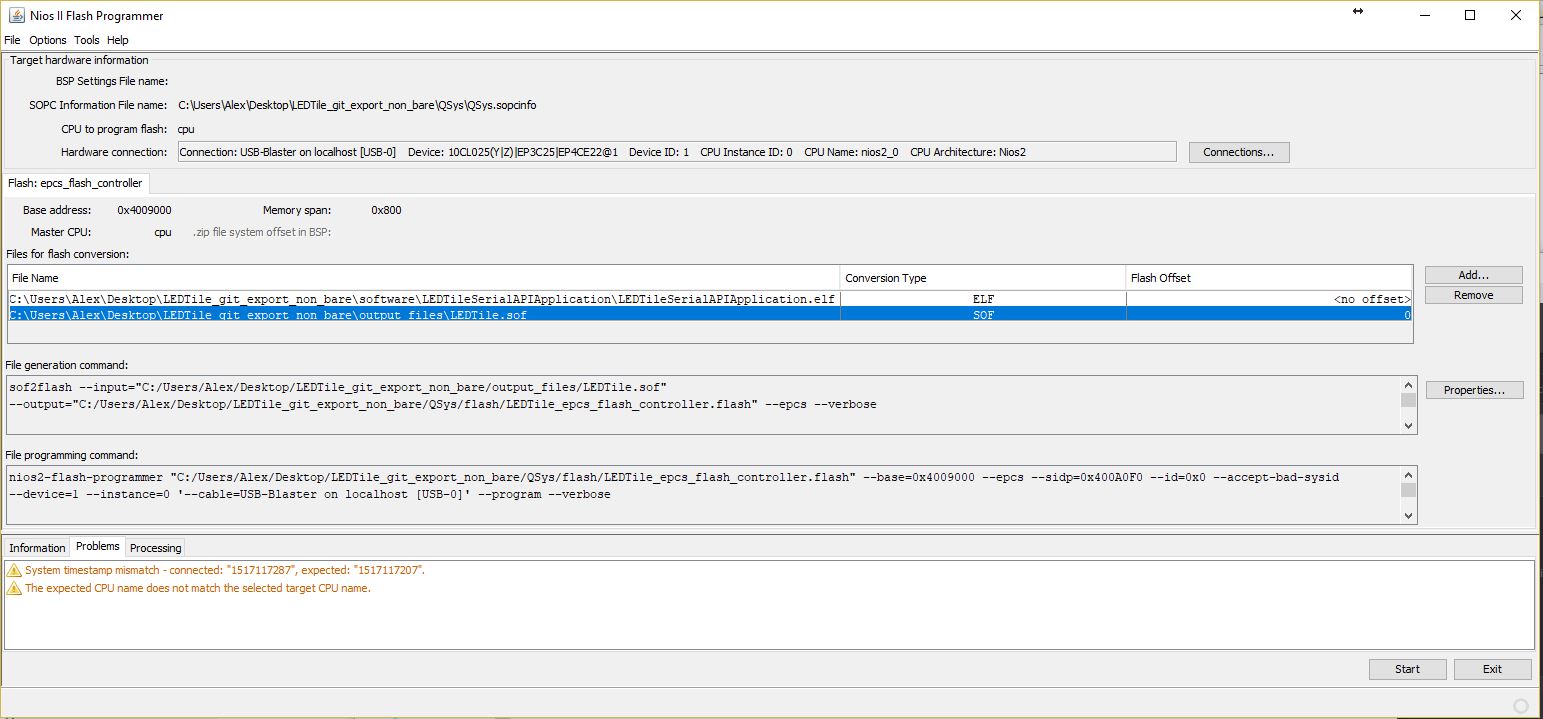 Nios II Flash Programmer
File Options Tools Help
Target hardware information
BSP Settings File name:
SOPC Information File name: C:\Users\Alex\Desktop\LEDTile_git_export_non_bare\QSys\QSys.sopcinfo
CPU to program flash: cpu
Hardware connection: Connection: USB-Blaster on localhost [USB-0] Device: 10CL025(Y|Z)|EP3C25|EP4CE22@1 Device ID: 1 CPU Instance ID: 0 CPU Name: nios2_0 CPU Architecture: Nios2 Connections...
Flash: epcs_flash_controller
Base address: 0x4009000 Memory span: 0x800
Master CPU: cpu .zip file system offset in BSP:
Files for flash conversion:
File Name Conversion Type Flash Offset Add...
C:\Users\Alex\Desktop\LEDTile_git_export_non_bare\software\LEDTileSerialAPIApplication\LEDTileSerialAPIApplication.elf ELF <no offset> Remove
C:\Users\Alex\Desktop\LEDTile_git_export_non_bare\output_files\LEDTile.sof SOF 0
File generation command:
sof2flash --input="C:/Users/Alex/Desktop/LEDTile_git_export_non_bare/output_files/LEDTile.sof" Properties...
--output="C:/Users/Alex/Desktop/LEDTile_git_export_non_bare/QSys/flash/LEDTile_epcs_flash_controller.flash" --epcs --verbose
File programming command:
nios2-flash-programmer "C:/Users/Alex/Desktop/LEDTile_git_export_non_bare/QSys/flash/LEDTile_epcs_flash_controller.flash" --base=0x4009000 --epcs --sidp=0x400A0F0 --id=0x0 --accept-bad-sysid
--device=1 --instance=0 '--cable=USB-Blaster on localhost [USB-0]' --program --verbose
Information Problems Processing
System timestamp mismatch - connected: "1517117287", expected: "1517117207".
The expected CPU name does not match the selected target CPU name.
Start Exit